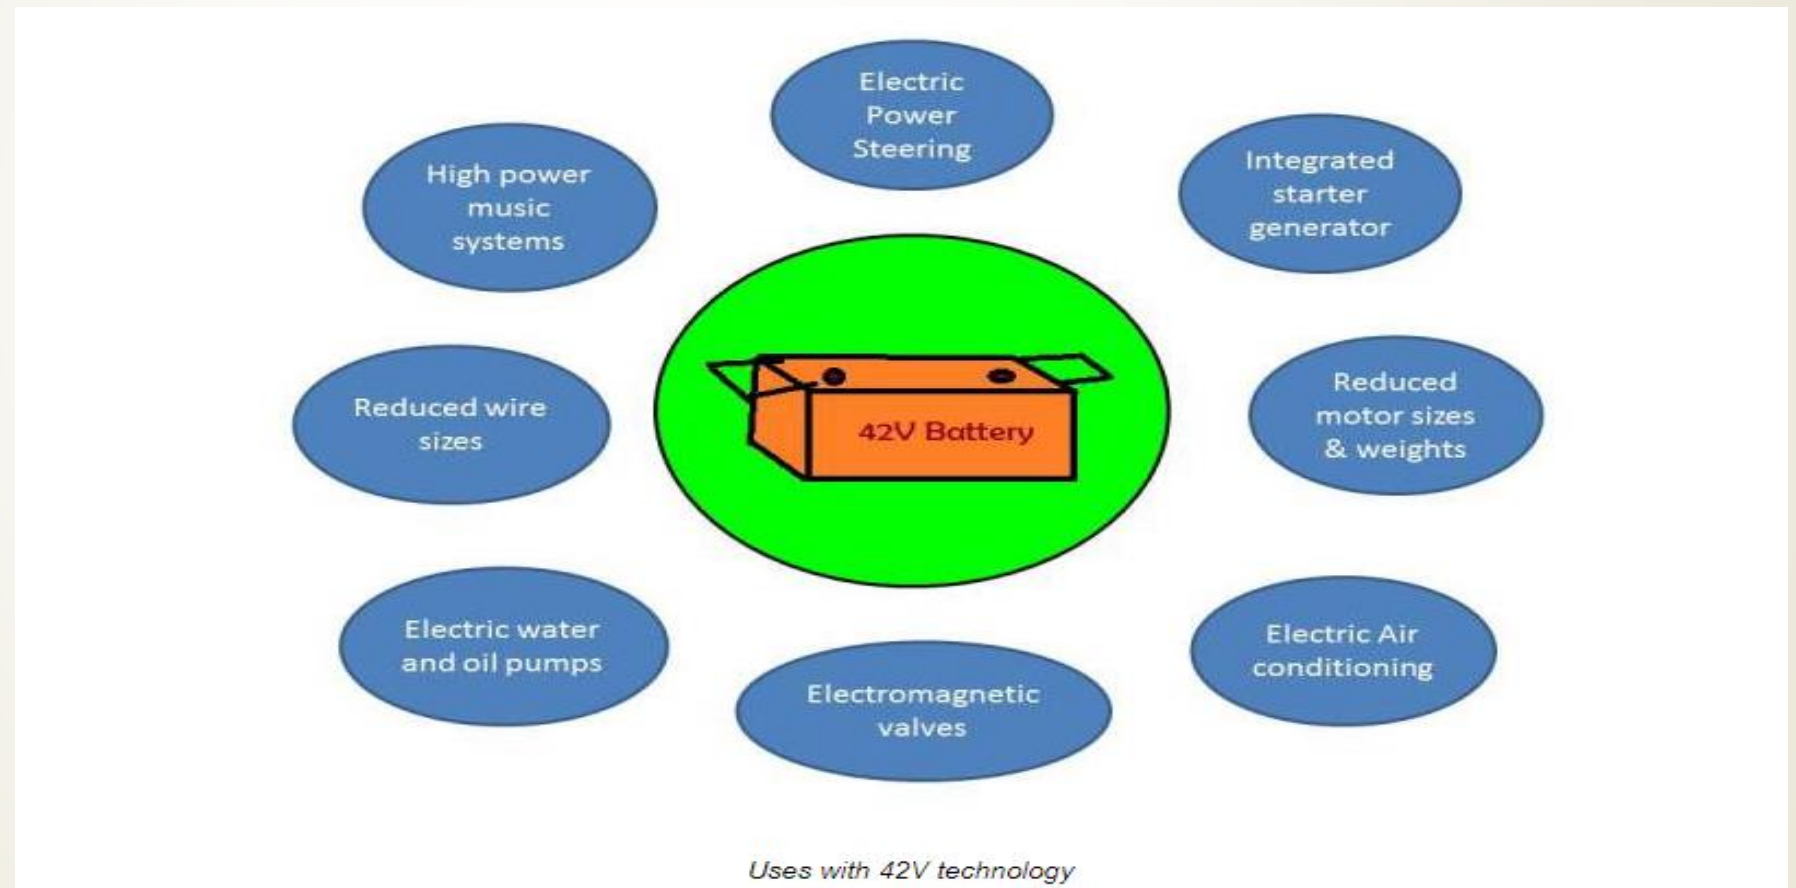 Electric
Power
Steering
Integrated
starter
generator
High power
music
systems
Reduced
motor sizes
& weights
Reduced wire
sizes
42V Battery
Electric water
and oil pumps
Electric Air
conditioning
Electromagnetic
valves
Uses with 42V technology